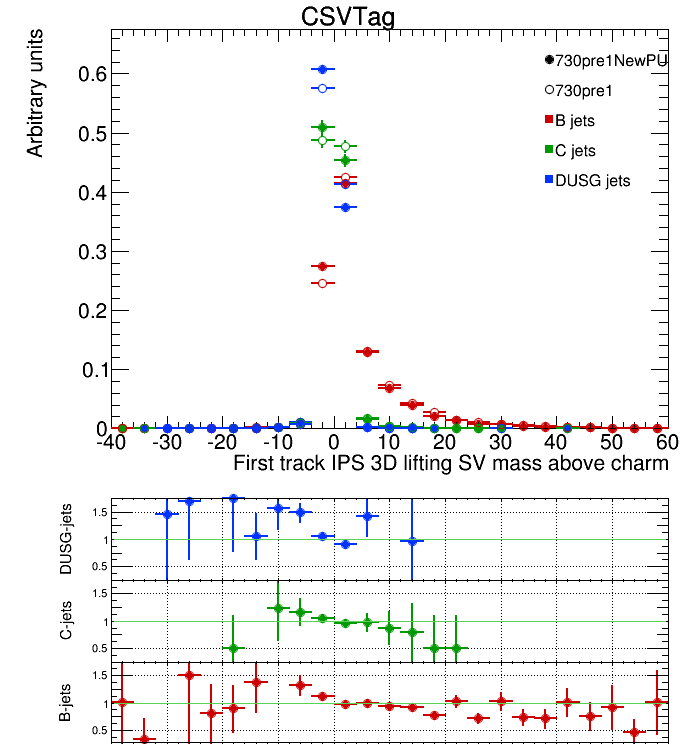 CSVTag
Arbitrary units
730pre1NewPU
730pre1
B jets
C jets
DUSG jets
0.6
0.5
0.4
0.3
0.2
0.1
0
-40 -30 -20 -10 0 10 20 30 40 50 60
First track IPS 3D lifting SV mass above charm
DUSG-jets
1.5
1
0.5
C-jets
1.5
1
0.5
B-jets
1.5
1
0.5